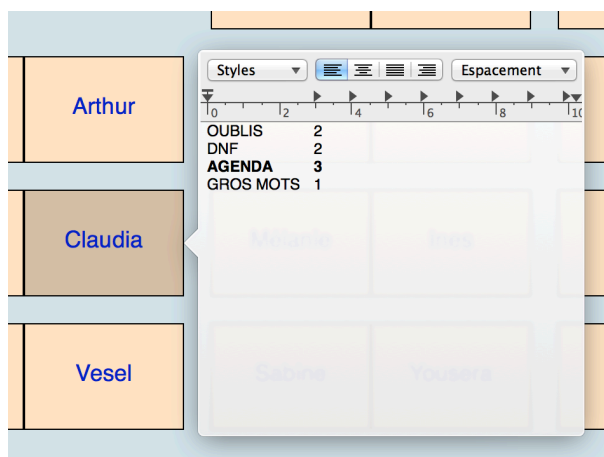 Styles Espacement
0 2 4 6 8 10
Arthur
OUBLIS 2
DNF 2
AGENDA 3
GROS MOTS 1
Claudia
Mélanie Ines
Vesel
Sabine Yousera